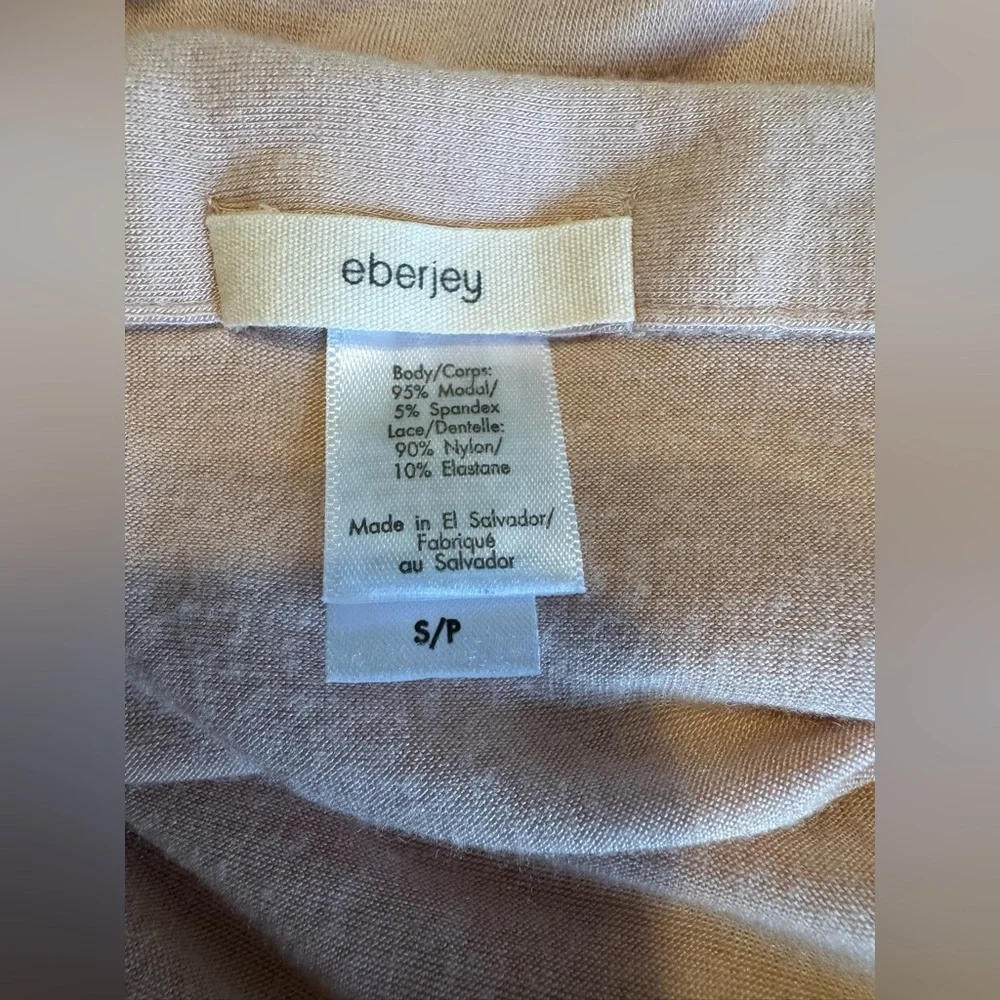 eberjey
Body/Corps:
95% Modal/
5% Spandex
Lace/Dentelle:
90% Nylon/
10% Elastane
Made in El Salvador/
Fabriqué
au Salvador
S/P